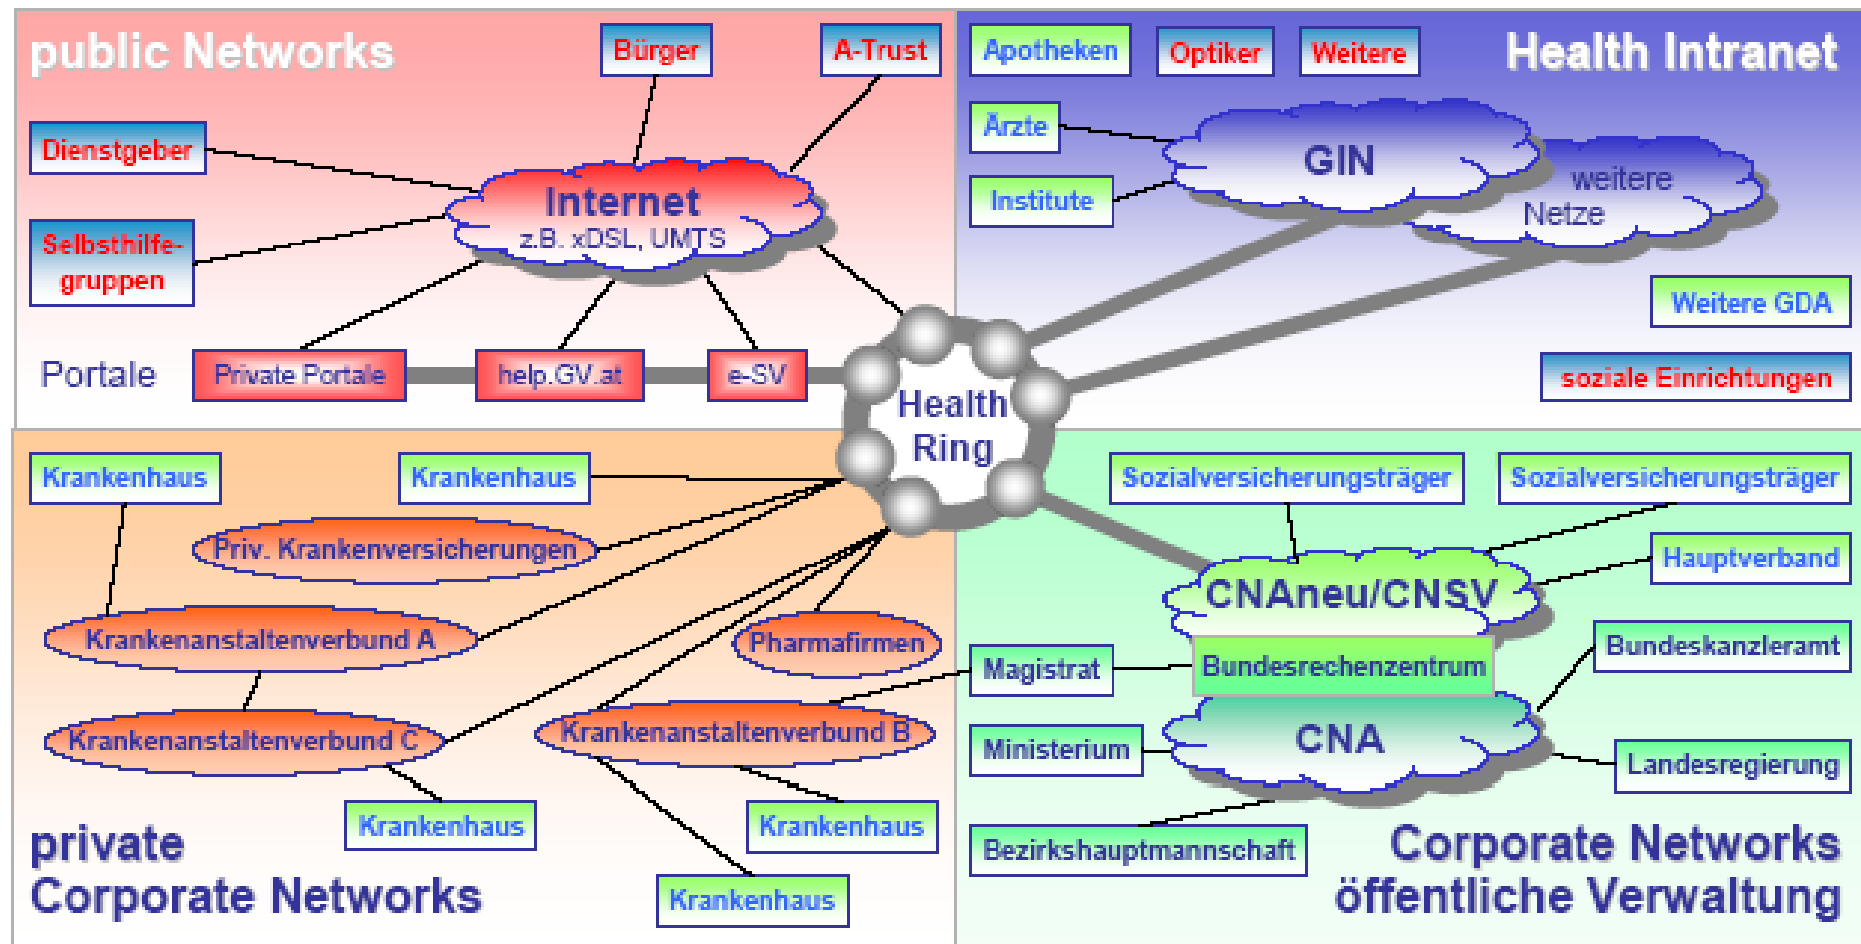 public Networks
Bürger
A-Trust
Dienstgeber
Internet
z.B. xDSL, UMTS
Selbsthilfe-
gruppen
Portale
Private Portale
help.GV.at
e-SV
Apotheken
Optiker
Weitere
Health Intranet
Ärzte
GIN
weitere
Netze
Institute
Weitere GDA
soziale Einrichtungen
Health
Ring
Krankenhaus
Krankenhaus
Priv. Krankenversicherungen
Krankenanstaltenverbund A
Pharmafirmen
Krankenanstaltenverbund C
Krankenanstaltenverbund B
Krankenhaus
Krankenhaus
Krankenhaus
private
Corporate Networks
Sozialversicherungsträger
Sozialversicherungsträger
Hauptverband
CNAneu/CNSV
Bundeskanzleramt
Magistrat
Bundesrechenzentrum
Ministerium
CNA
Landesregierung
Bezirkshauptmannschaft
Corporate Networks
öffentliche Verwaltung